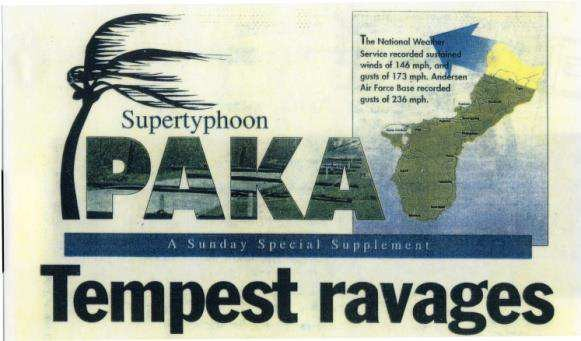 The National Weather
Service recorded sustained
winds of 146 mph, and
gusts of 173 mph. Andersen
Air Force Base recorded
gusts of 236 mph.
Supertyphoon
PAKA
A Sunday Special Supplement
Tempest ravages